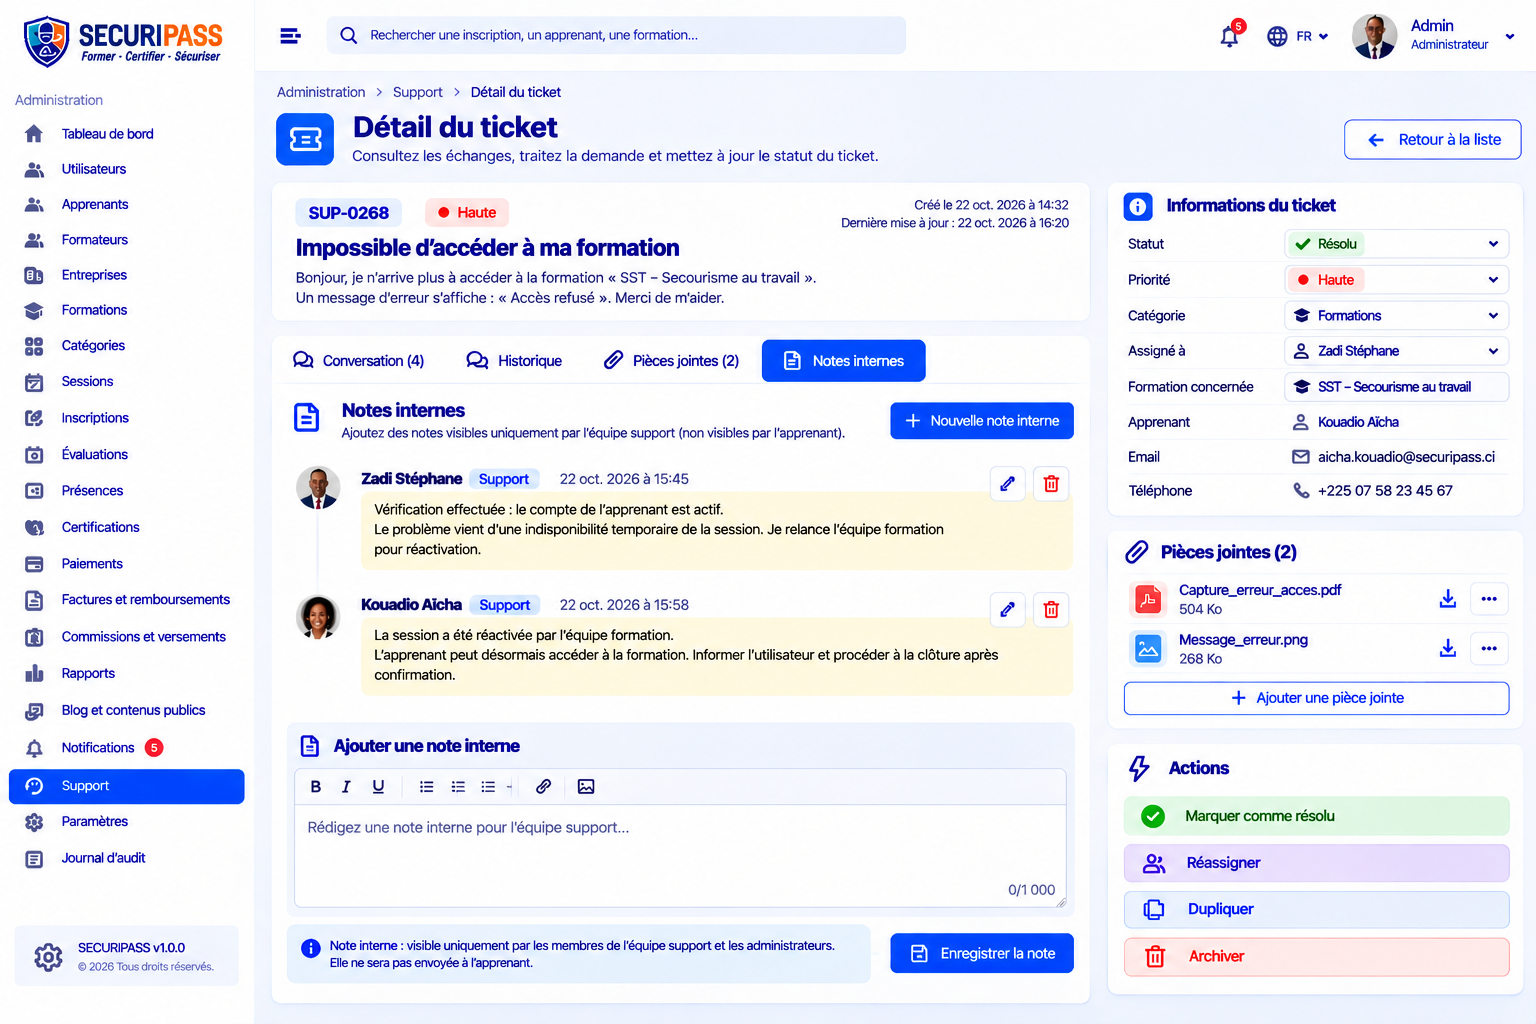 SECURIPASS
Former - Certifier - Sécuriser
Rechercher une inscription, un apprenant, une formation...
5
FR
Admin
Administrateur
Administration
Tableau de bord
Utilisateurs
Apprenants
Formateurs
Entreprises
Formations
Catégories
Sessions
Inscriptions
Évaluations
Présences
Certifications
Paiements
Factures et remboursements
Commissions et versements
Rapports
Blog et contenus publics
Notifications 5
Support
Paramètres
Journal d'audit
SECURIPASS v1.0.0
© 2026 Tous droits réservés.
Administration > Support > Détail du ticket
Détail du ticket
Consultez les échanges, traitez la demande et mettez à jour le statut du ticket.
Retour à la liste
SUP-0268 Haute
Créé le 22 oct. 2026 à 14:32
Dernière mise à jour : 22 oct. 2026 à 16:20
Impossible d'accéder à ma formation
Bonjour, je n'arrive plus à accéder à la formation « SST – Secourisme au travail ».
Un message d'erreur s'affiche : « Accès refusé ». Merci de m'aider.
Conversation (4) Historique Pièces jointes (2) Notes internes
Notes internes
Ajoutez des notes visibles uniquement par l'équipe support (non visibles par l'apprenant).
Nouvelle note interne
Zadi Stéphane Support 22 oct. 2026 à 15:45
Vérification effectuée : le compte de l'apprenant est actif.
Le problème vient d'une indisponibilité temporaire de la session. Je relance l'équipe formation
pour réactivation.
Kouadio Aïcha Support 22 oct. 2026 à 15:58
La session a été réactivée par l'équipe formation.
L'apprenant peut désormais accéder à la formation. Informer l'utilisateur et procéder à la clôture après
confirmation.
Ajouter une note interne
B I U
Rédigez une note interne pour l'équipe support...
0/1 000
Note interne : visible uniquement par les membres de l'équipe support et les administrateurs.
Elle ne sera pas envoyée à l'apprenant.
Enregistrer la note
Informations du ticket
Statut Résolu
Priorité Haute
Catégorie Formations
Assigné à Zadi Stéphane
Formation concernée SST – Secourisme au travail
Apprenant Kouadio Aïcha
Email aicha.kouadio@securipass.ci
Téléphone +225 07 58 23 45 67
Pièces jointes (2)
Capture_erreur_acces.pdf
504 Ko
Message_erreur.png
268 Ko
Ajouter une pièce jointe
Actions
Marquer comme résolu
Réassigner
Dupliquer
Archiver